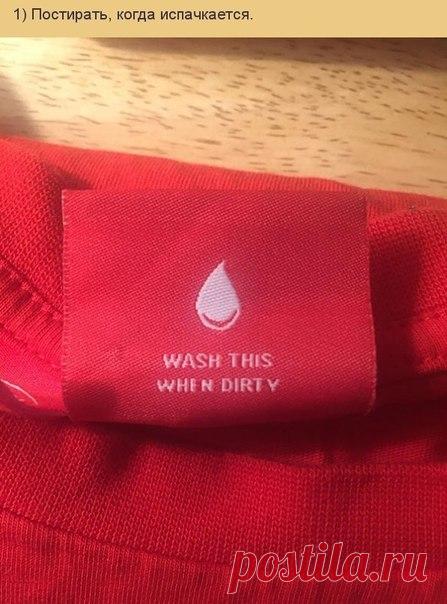 1) Постирать, когда испачкается.
WASH THIS
WHEN DIRTY
postila.ru